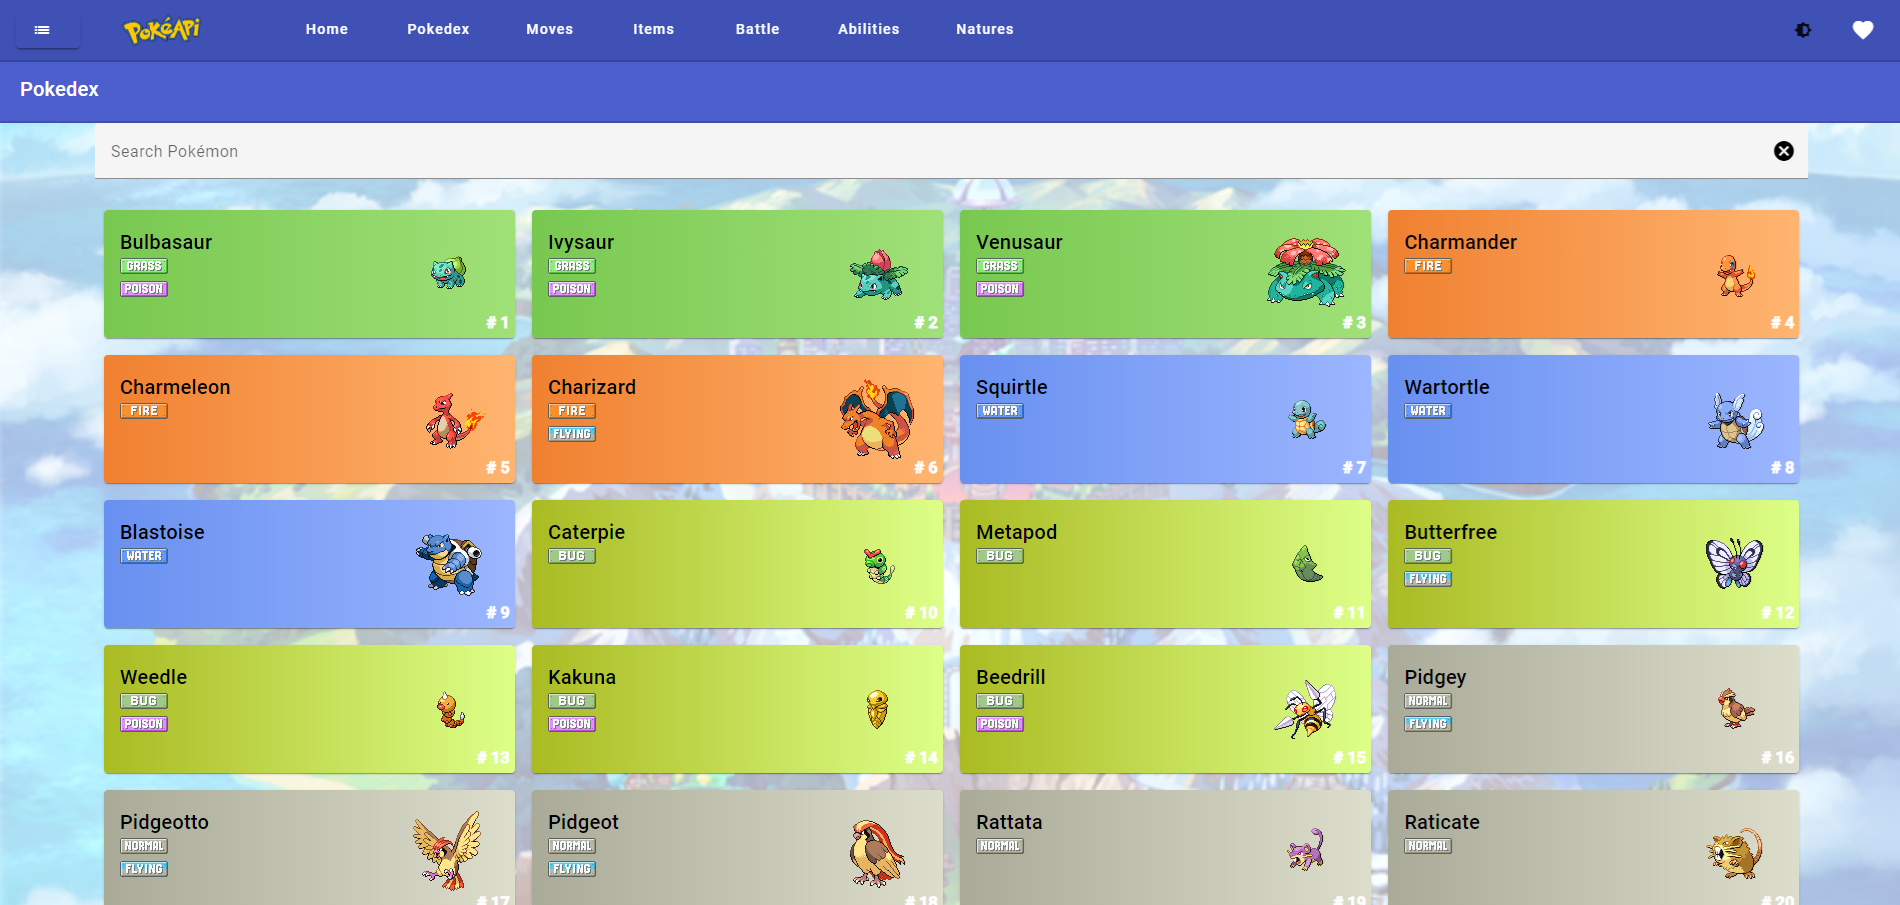 PokéAPi Home Pokedex Moves Items Battle Abilities Natures
Pokedex
Search Pokémon
Bulbasaur
GRASS
POISON
# 1
Ivysaur
GRASS
POISON
# 2
Venusaur
GRASS
POISON
# 3
Charmander
FIRE
# 4
Charmeleon
FIRE
# 5
Charizard
FIRE
FLYING
# 6
Squirtle
WATER
# 7
Wartortle
WATER
# 8
Blastoise
WATER
# 9
Caterpie
BUG
# 10
Metapod
BUG
# 11
Butterfree
BUG
FLYING
# 12
Weedle
BUG
POISON
# 13
Kakuna
BUG
POISON
# 14
Beedrill
BUG
POISON
# 15
Pidgey
NORMAL
FLYING
# 16
Pidgeotto
NORMAL
FLYING
# 17
Pidgeot
NORMAL
FLYING
# 18
Rattata
NORMAL
# 19
Raticate
NORMAL
# 20